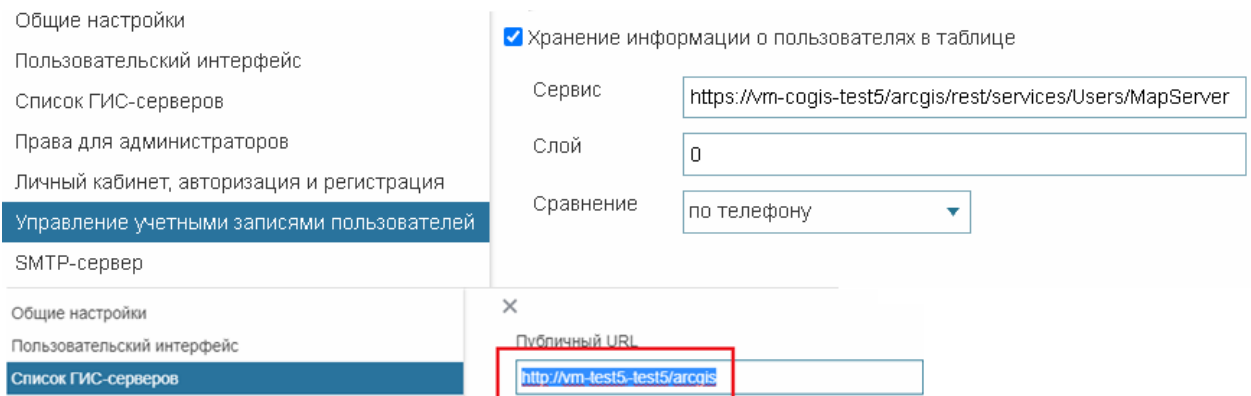 Общие настройки
Пользовательский интерфейс
Список ГИС-серверов
Права для администраторов
Личный кабинет, авторизация и регистрация
Управление учетными записями пользователей
SMTP-сервер
Хранение информации о пользователях в таблице
Сервис
https://vm-cogis-test5/arcgis/rest/services/Users/MapServer
Слой
0
Сравнение
по телефону
Общие настройки
Пользовательский интерфейс
Список ГИС-серверов
Публичный URL
http://vm-test5-test5/arcgis